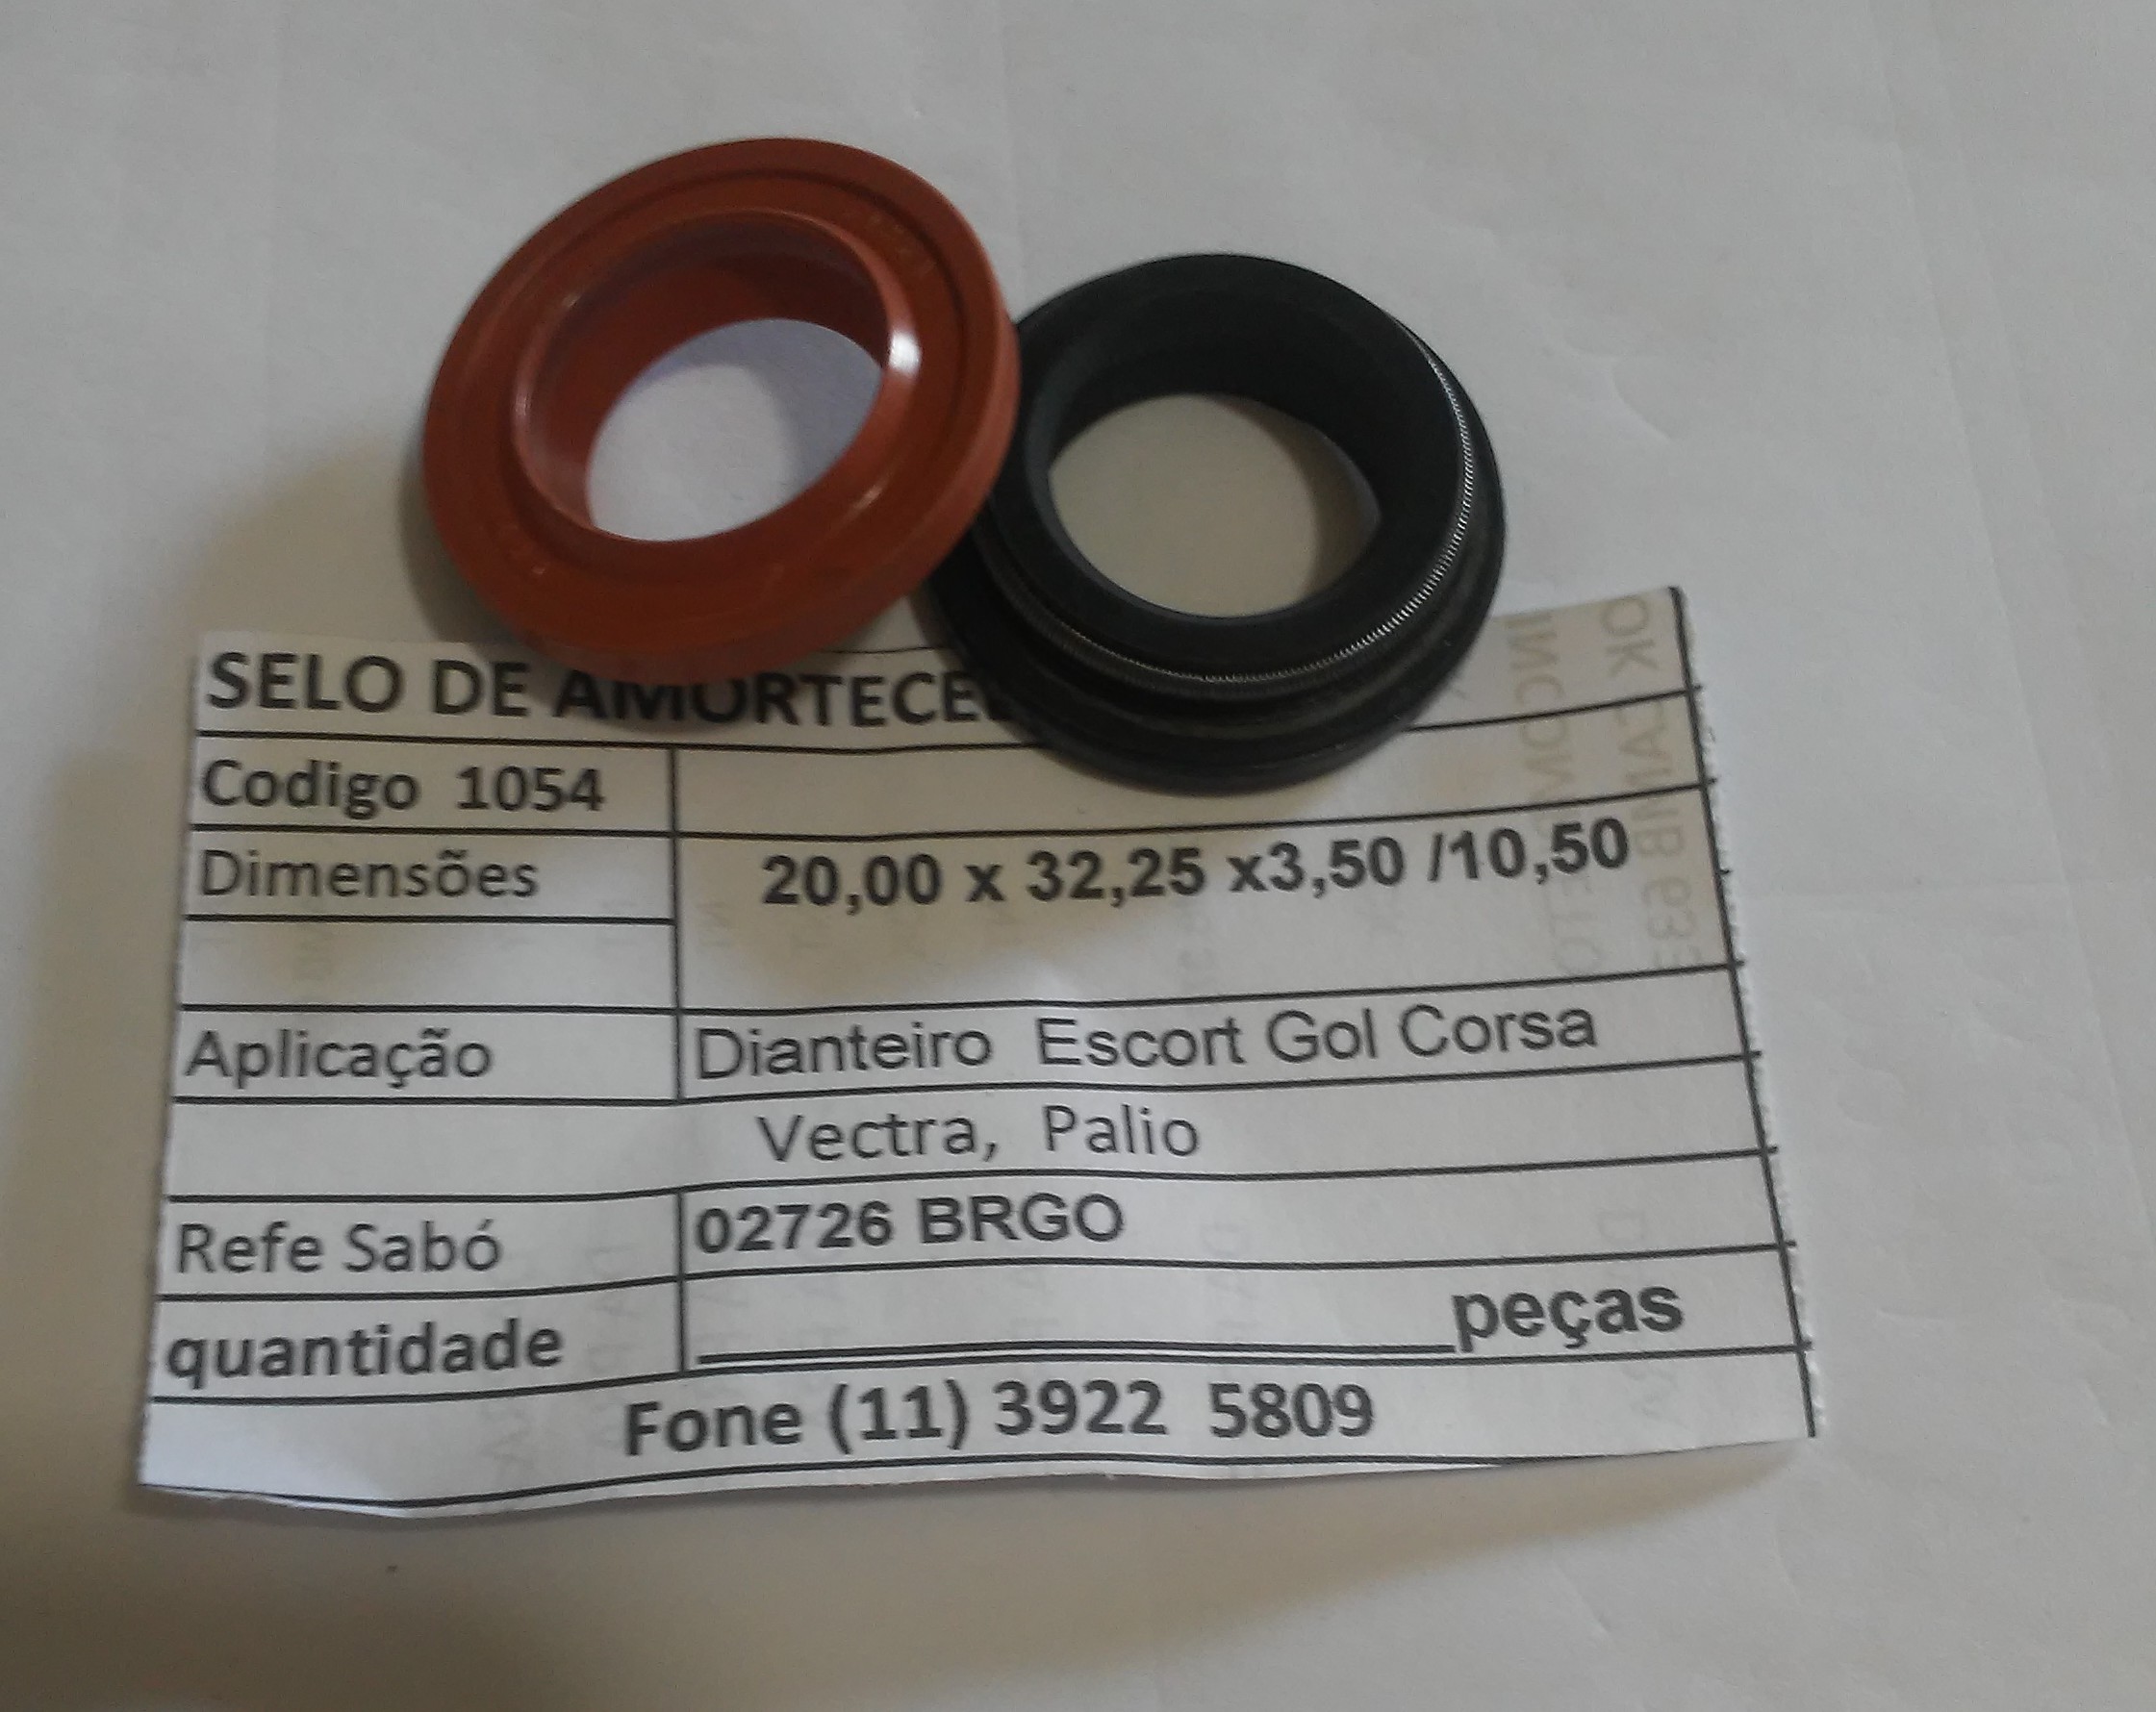 SELO DE AMORTECE
Codigo 1054
Dimensões 20,00 x 32,25 x3,50 /10,50
Aplicação Dianteiro Escort Gol Corsa
Vectra, Palio
Refe Sabó 02726 BRGO
quantidade ____________________peças
Fone (11) 3922 5809